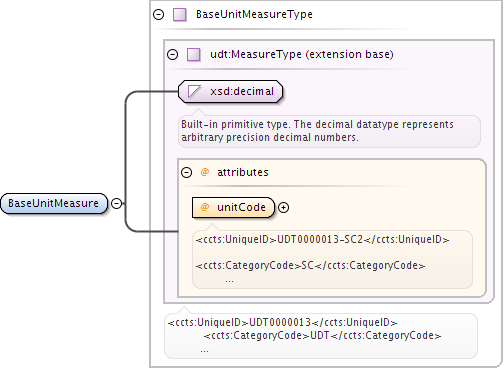 BaseUnitMeasureType
udt:MeasureType (extension base)
xsd:decimal
Built-in primitive type. The decimal datatype represents
arbitrary precision decimal numbers.
@ attributes
BaseUnitMeasure
@ unitCode
<ccts:UniqueID>UDT0000013-SC2</ccts:UniqueID>
<ccts:CategoryCode>SC</ccts:CategoryCode>
...
<ccts:UniqueID>UDT0000013</ccts:UniqueID>
<ccts:CategoryCode>UDT</ccts:CategoryCode>
...